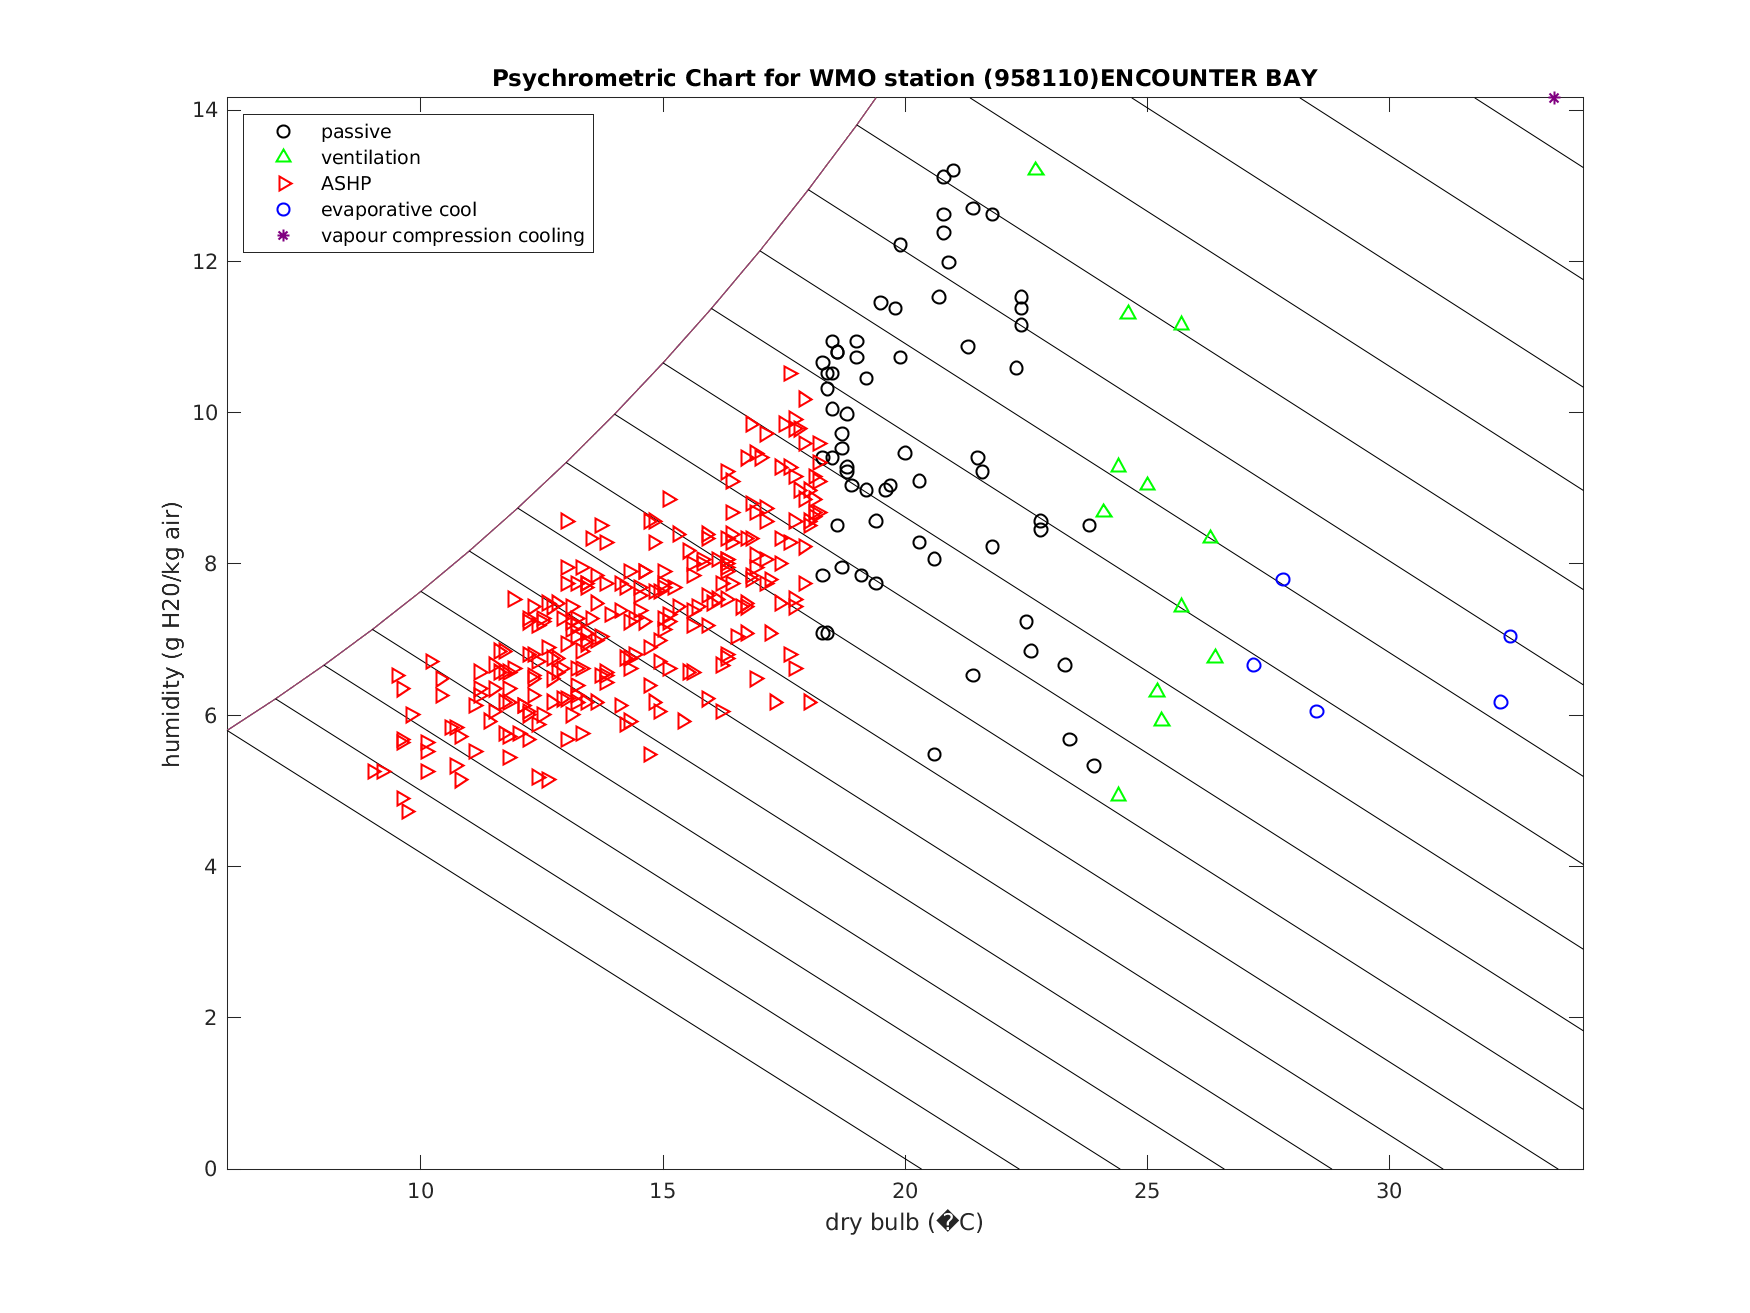 Psychrometric Chart for WMO station (958110)ENCOUNTER BAY
passive
ventilation
ASHP
evaporative cool
vapour compression cooling
14
12
10
8
6
4
2
0
humidity (g H20/kg air)
10
15
20
25
30
dry bulb (�C)